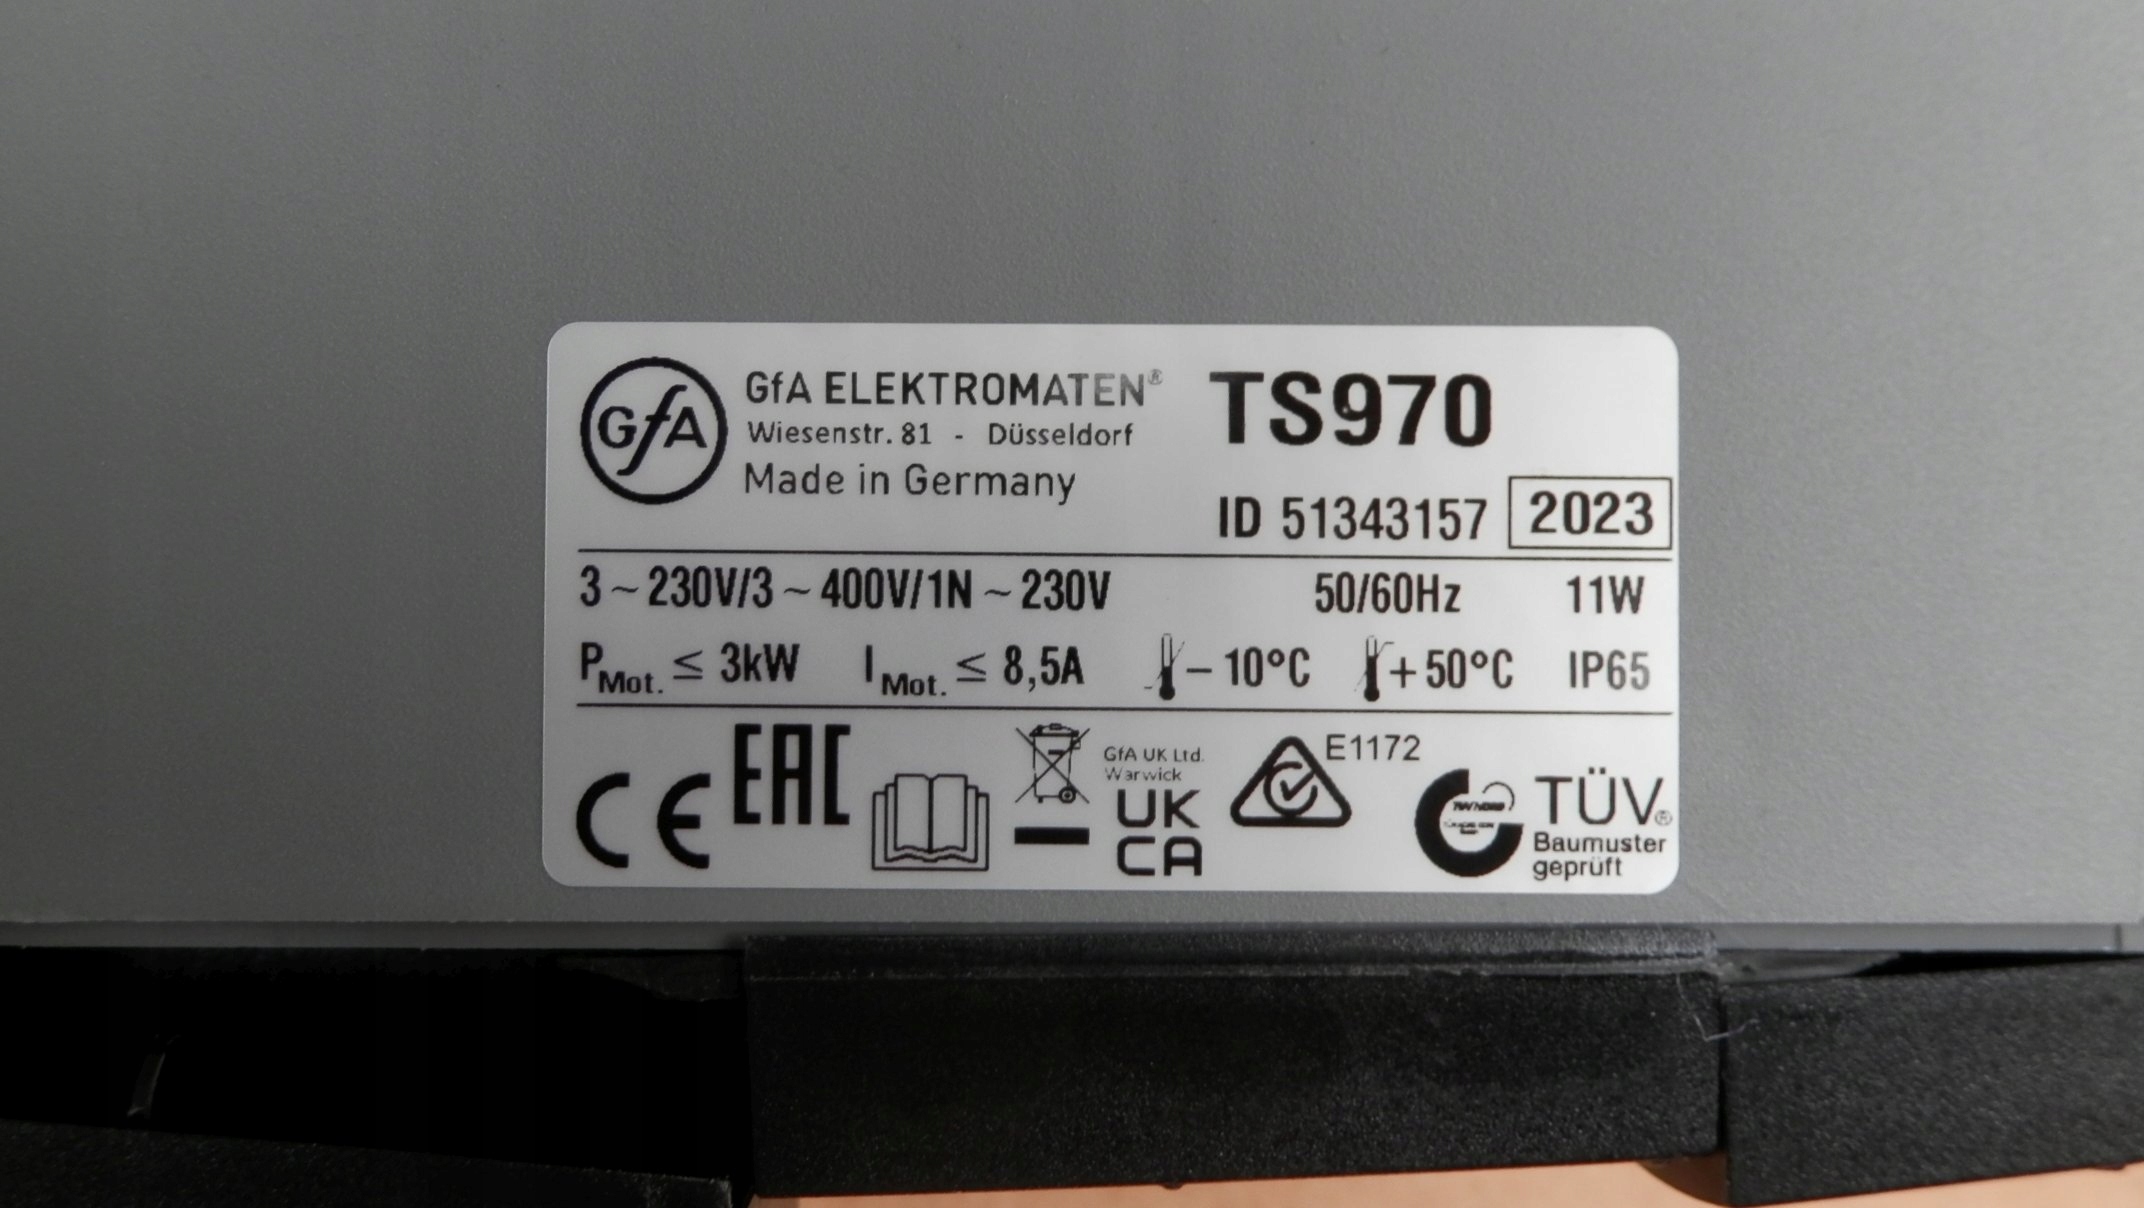 GfA
GfA ELEKTROMATEN®
Wiesenstr. 81 - Düsseldorf
Made in Germany
TS970
ID 51343157 2023
3 ~ 230V/3 ~ 400V/1N ~ 230V 50/60Hz 11W
PMot. ≤ 3kW IMot. ≤ 8,5A − 10°C + 50°C IP65
CE
EAC
GfA UK Ltd.
Warwick
UK
CA
E1172
TÜV®
Baumuster
geprüft